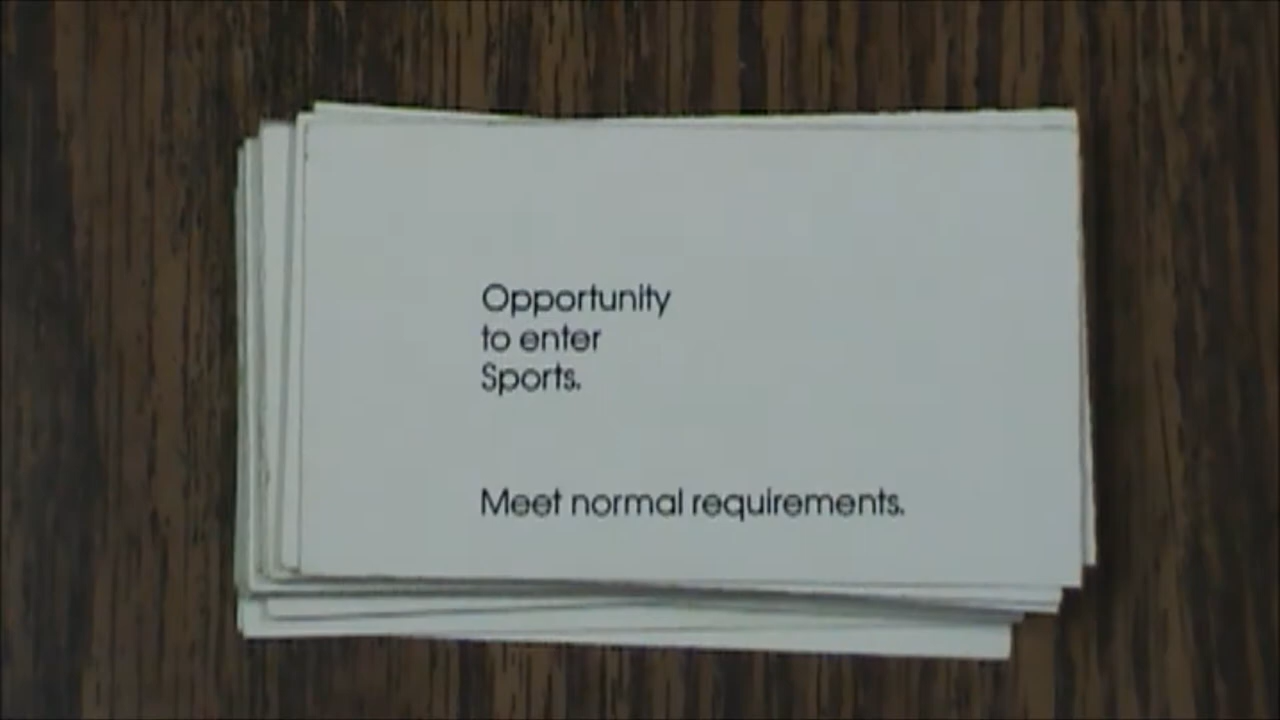 Opportunity
to enter
Sports.
Meet normal requirements.